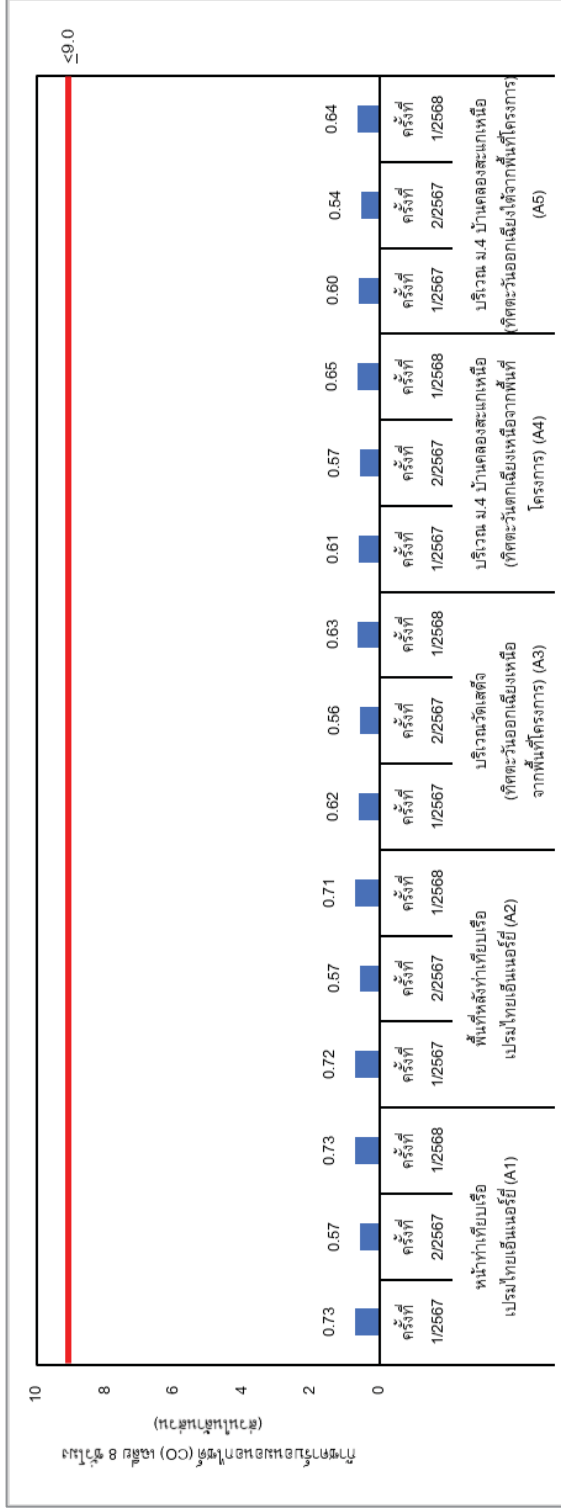 ก๊าซคาร์บอนมอนอกไซด์ (CO) เฉลี่ย 8 ชั่วโมง
(ส่วนในล้านส่วน)
10
8
6
4
2
0
≤9.0
0.73
0.57
0.73
0.72
0.57
0.71
0.62
0.56
0.63
0.61
0.57
0.65
0.60
0.54
0.64
ครั้งที่
1/2567
ครั้งที่
2/2567
ครั้งที่
1/2568
ครั้งที่
1/2567
ครั้งที่
2/2567
ครั้งที่
1/2568
ครั้งที่
1/2567
ครั้งที่
2/2567
ครั้งที่
1/2568
ครั้งที่
1/2567
ครั้งที่
2/2567
ครั้งที่
1/2568
ครั้งที่
1/2567
ครั้งที่
2/2567
ครั้งที่
1/2568
หน้าท่าเทียบเรือ
เปรมไทยเอ็นเนอร์ยี่ (A1)
พื้นที่หลังท่าเทียบเรือ
เปรมไทยเอ็นเนอร์ยี่ (A2)
บริเวณวัดเสด็จ
(ทิศตะวันออกเฉียงเหนือ
จากพื้นที่โครงการ) (A3)
บริเวณ ม.4 บ้านคลองสะแกเหนือ
(ทิศตะวันตกเฉียงเหนือจากพื้นที่
โครงการ) (A4)
บริเวณ ม.4 บ้านคลองสะแกเหนือ
(ทิศตะวันออกเฉียงใต้จากพื้นที่โครงการ)
(A5)